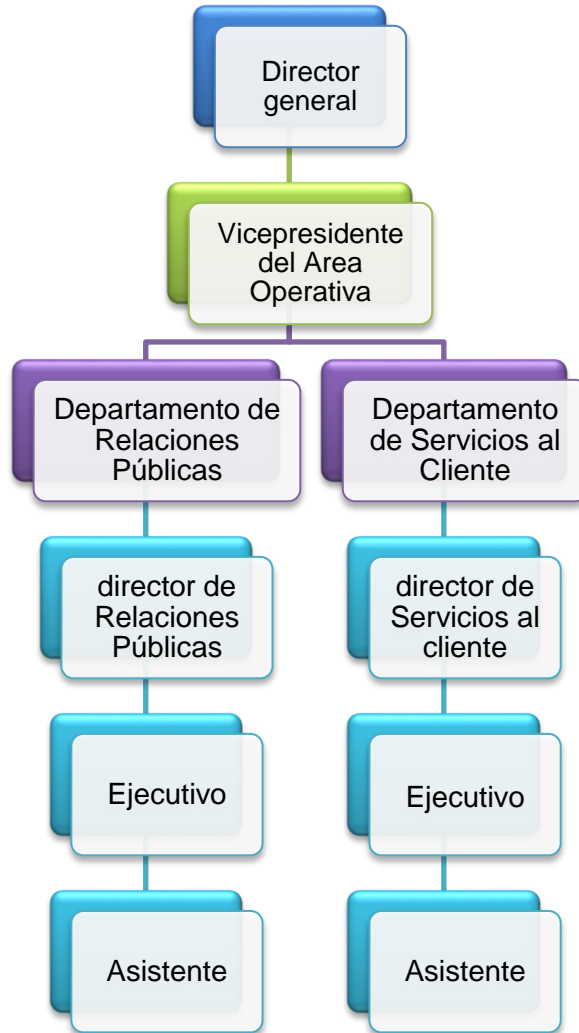 Director
general
Vicepresidente
del Area
Operativa
Departamento de
Relaciones
Públicas
Departamento
de Servicios al
Cliente
director de
Relaciones
Públicas
director de
Servicios al
cliente
Ejecutivo
Ejecutivo
Asistente
Asistente